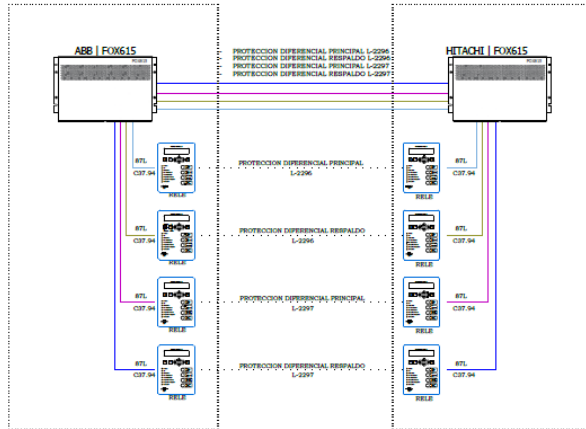 ABB | FOX615
HITACHI | FOX615
PROTECCION DIFERENCIAL PRINCIPAL L-2296
PROTECCION DIFERENCIAL RESPALDO L-2296
PROTECCION DIFERENCIAL PRINCIPAL L-2297
PROTECCION DIFERENCIAL RESPALDO L-2297
87L
C37.94
RELE
PROTECCION DIFERENCIAL PRINCIPAL
L-2296
87L
C37.94
RELE
87L
C37.94
RELE
PROTECCION DIFERENCIAL RESPALDO
L-2296
87L
C37.94
RELE
87L
C37.94
RELE
PROTECCION DIFERENCIAL PRINCIPAL
L-2297
87L
C37.94
RELE
87L
C37.94
RELE
PROTECCION DIFERENCIAL RESPALDO
L-2297
87L
C37.94
RELE